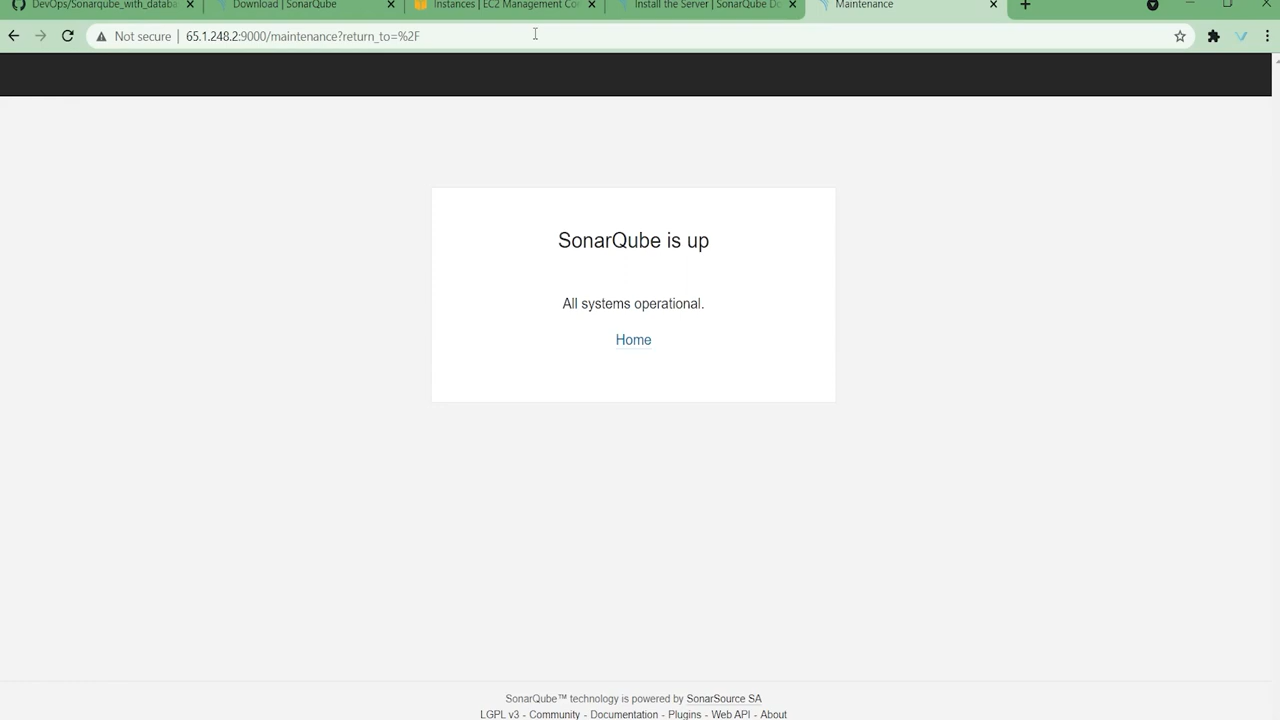 DevOps/Sonarqube_with_databa
Download | SonarQube
Instances | EC2 Management Con
Install the Server | SonarQube Do
Maintenance
Not secure | 65.1.248.2:9000/maintenance?return_to=%2F
SonarQube is up
All systems operational.
Home
SonarQube™ technology is powered by SonarSource SA
LGPL v3 - Community - Documentation - Plugins - Web API - About